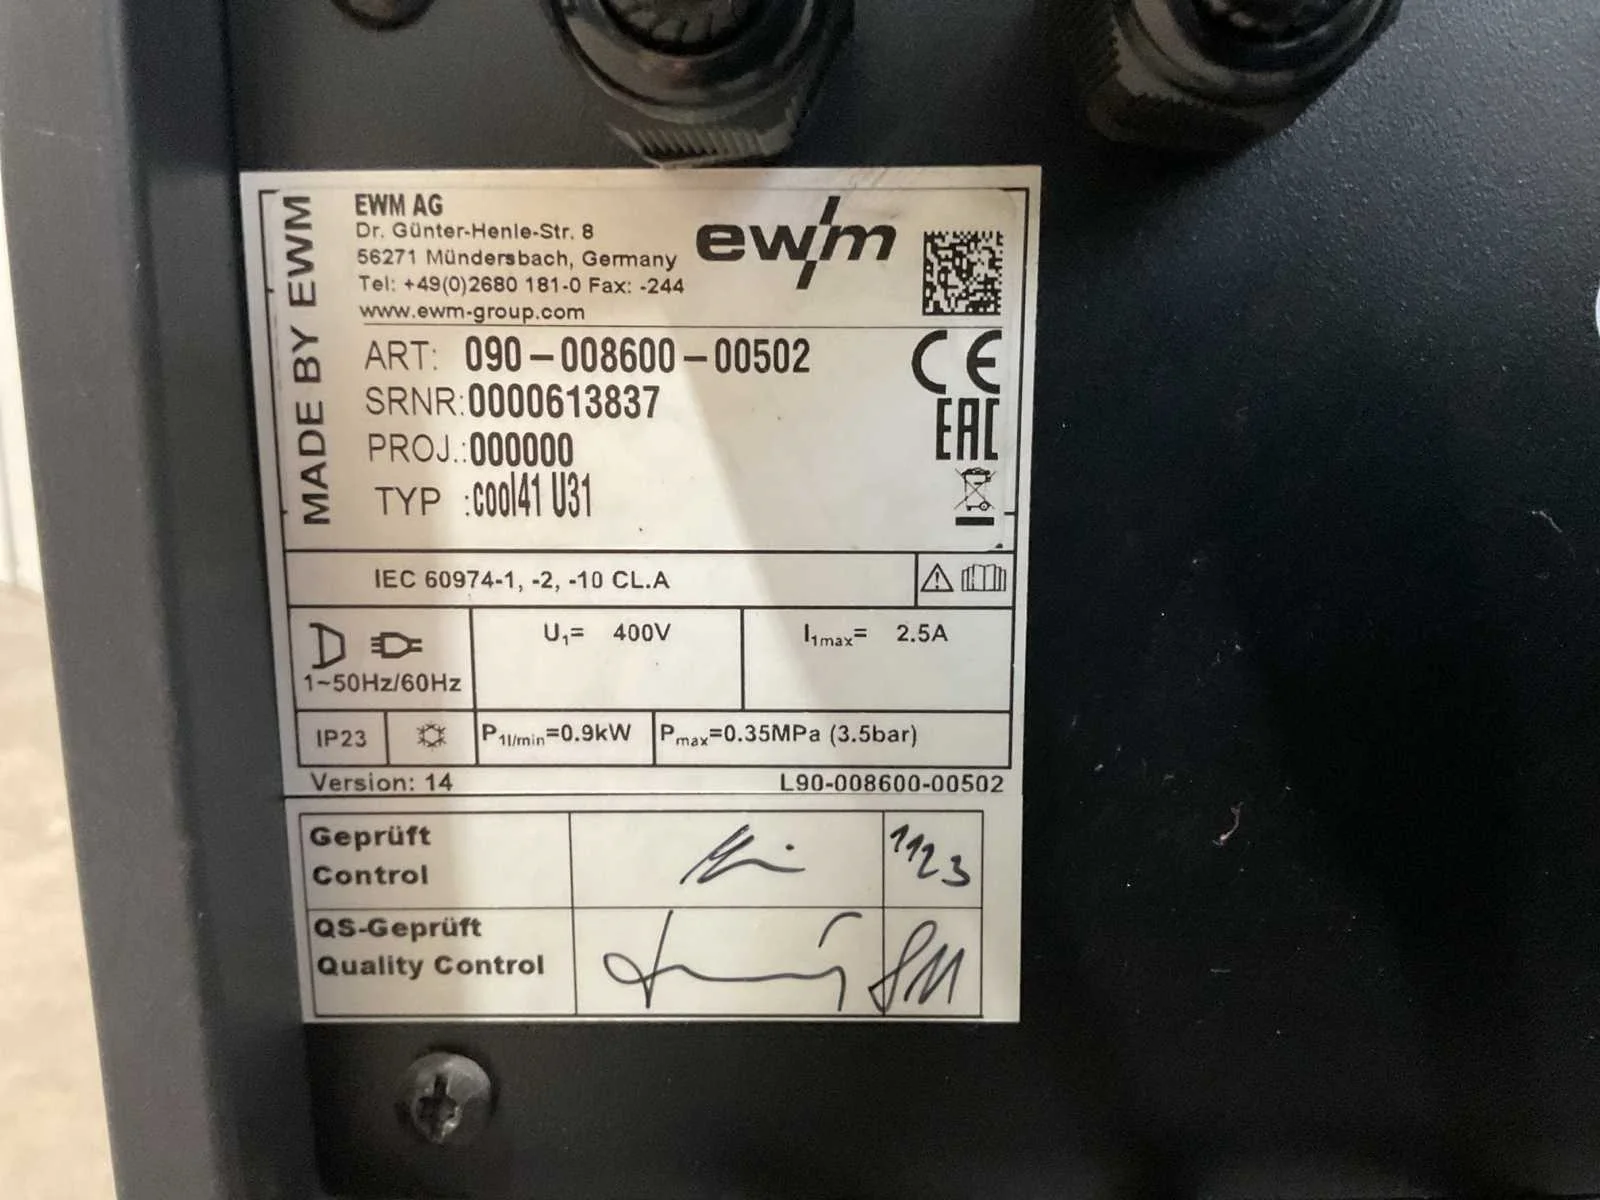 MADE BY EWM
EWM AG
Dr. Günter-Henle-Str. 8
56271 Mündersbach, Germany
Tel: +49(0)2680 181-0 Fax: -244
www.ewm-group.com
ewm
ART: 090-008600-00502
SRNR:0000613837
PROJ.:000000
TYP :cool41 U31
CE
EAC
IEC 60974-1, -2, -10 CL.A
1~50Hz/60Hz
U1= 400V
I1max= 2.5A
IP23
P1l/min=0.9kW
Pmax=0.35MPa (3.5bar)
Version: 14
L90-008600-00502
Geprüft
Control
1123
QS-Geprüft
Quality Control